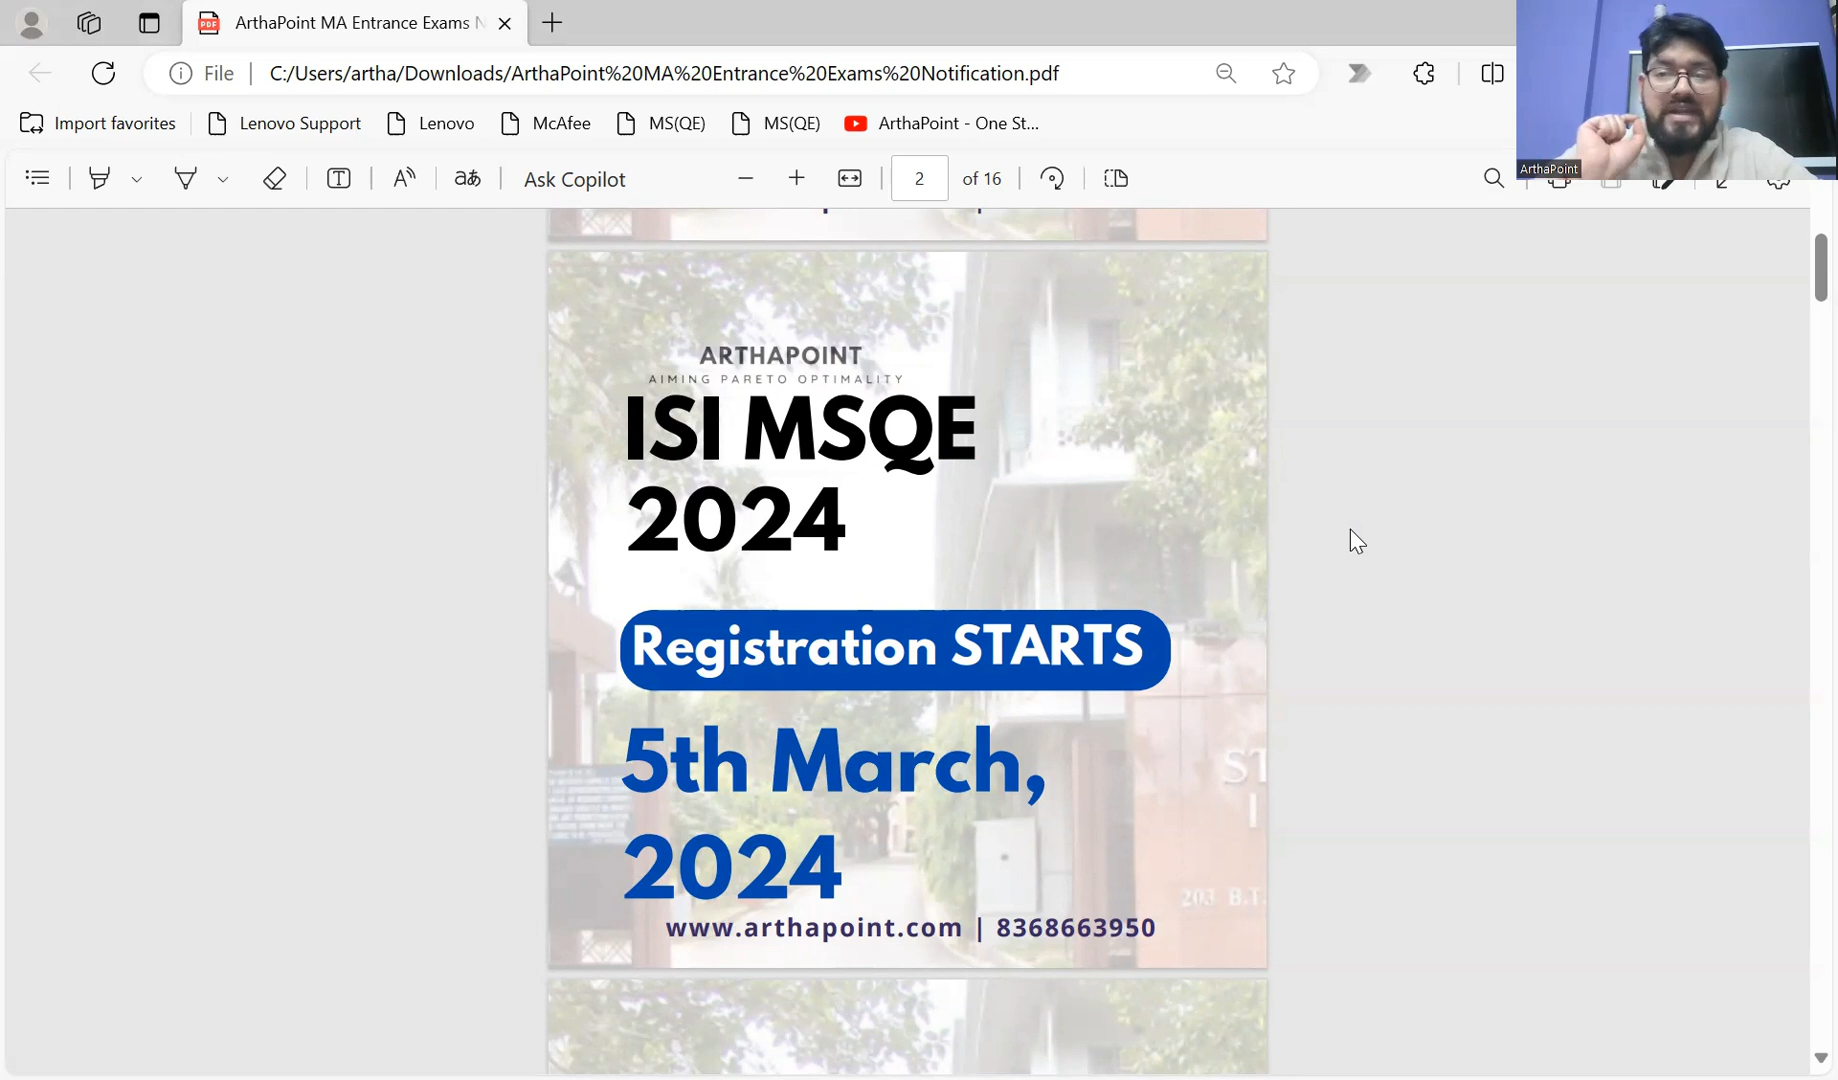 ArthaPoint MA Entrance Exams N
File
C:/Users/artha/Downloads/ArthaPoint%20MA%20Entrance%20Exams%20Notification.pdf
Import favorites
Lenovo Support
Lenovo
McAfee
MS(QE)
MS(QE)
ArthaPoint - One St...
ArthaPoint
Ask Copilot
2
of 16
ARTHAPOINT
AIMING PARETO OPTIMALITY
ISI MSQE
2024
Registration STARTS
5th March,
2024
203 B.T.
www.arthapoint.com | 8368663950